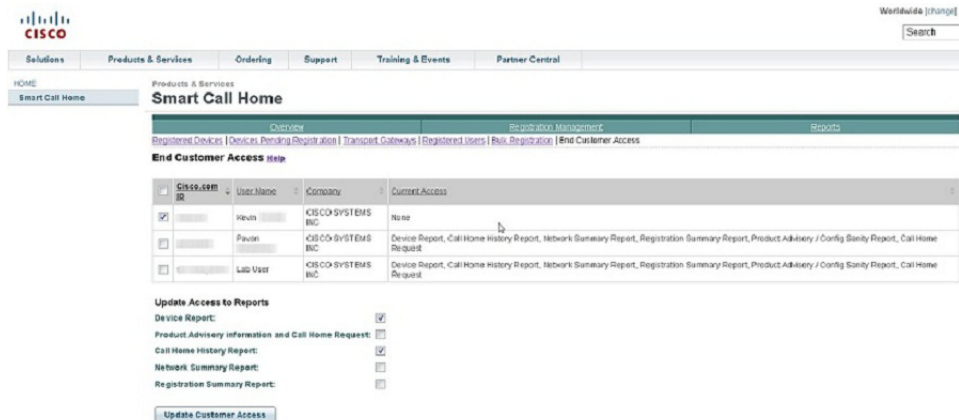 Worldwide [change]
CISCO
Search
Solutions Products & Services Ordering Support Training & Events Partner Central
HOME
Smart Call Home
Products & Services
Smart Call Home
Overview Registration Management Reports
Registered Devices | Devices Pending Registration | Transport Gateways | Registered Users | Bulk Registration | End Customer Access
End Customer Access Help
Cisco.com ID User Name Company Current Access
Kevin CISCO SYSTEMS INC None
Pavan CISCO SYSTEMS INC Device Report, Call Home History Report, Network Summary Report, Registration Summary Report, Product Advisory / Config Sanity Report, Call Home Request
Lab User CISCO SYSTEMS INC Device Report, Call Home History Report, Network Summary Report, Registration Summary Report, Product Advisory / Config Sanity Report, Call Home Request
Update Access to Reports
Device Report:
Product Advisory information and Call Home Request:
Call Home History Report:
Network Summary Report:
Registration Summary Report:
Update Customer Access